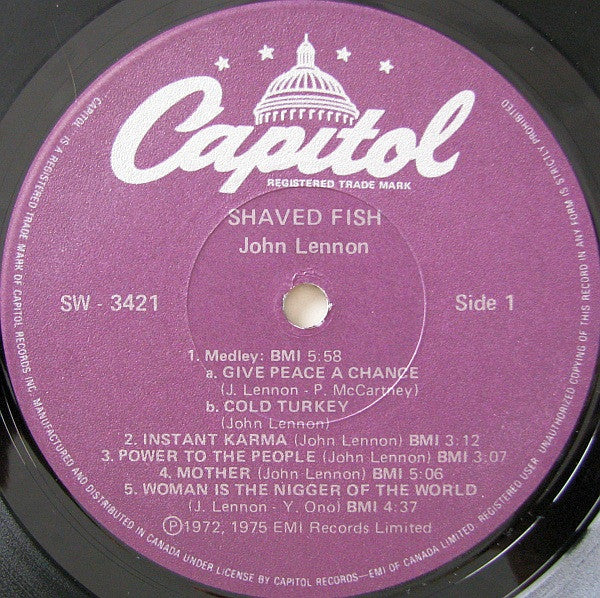 Capitol
REGISTERED TRADE MARK
SHAVED FISH
John Lennon
SW - 3421
Side 1
1. Medley: BMI 5:58
a. GIVE PEACE A CHANCE
(J. Lennon - P. McCartney)
b. COLD TURKEY
(John Lennon)
2. INSTANT KARMA (John Lennon) BMI 3:12
3. POWER TO THE PEOPLE (John Lennon) BMI 3:07
4. MOTHER (John Lennon) BMI 5:06
5. WOMAN IS THE NIGGER OF THE WORLD
(J. Lennon - Y. Ono) BMI 4:37
Ⓟ1972, 1975 EMI Records Limited
CAPITOL IS A REGISTERED TRADE MARK OF CAPITOL RECORDS INC. MANUFACTURED AND DISTRIBUTED IN CANADA UNDER LICENSE BY CAPITOL RECORDS—EMI OF CANADA LIMITED. REGISTERED USER. UNAUTHORIZED COPYING OF THIS RECORD IN ANY FORM IS STRICTLY PROHIBITED